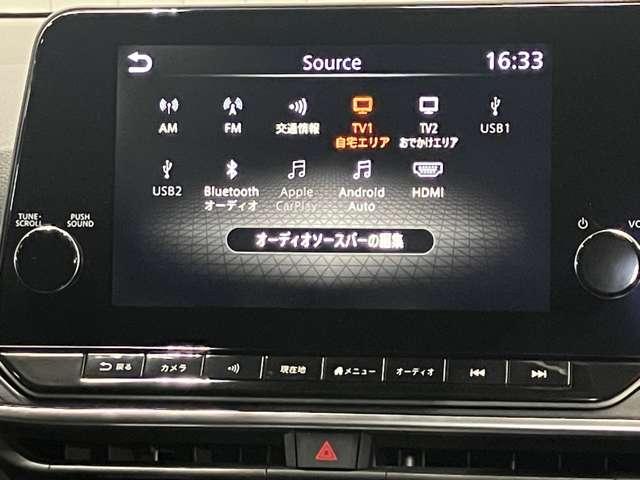 Source
16:33
AM
FM
交通情報
TV1
自宅エリア
TV2
おでかけエリア
USB1
USB2
Bluetooth
オーディオ
Apple
CarPlay
Android
Auto
HDMI
オーディオソースバーの編集
TUNE·
SCROLL
PUSH
SOUND
VO
戻る
カメラ
現在地
メニュー
オーディオ